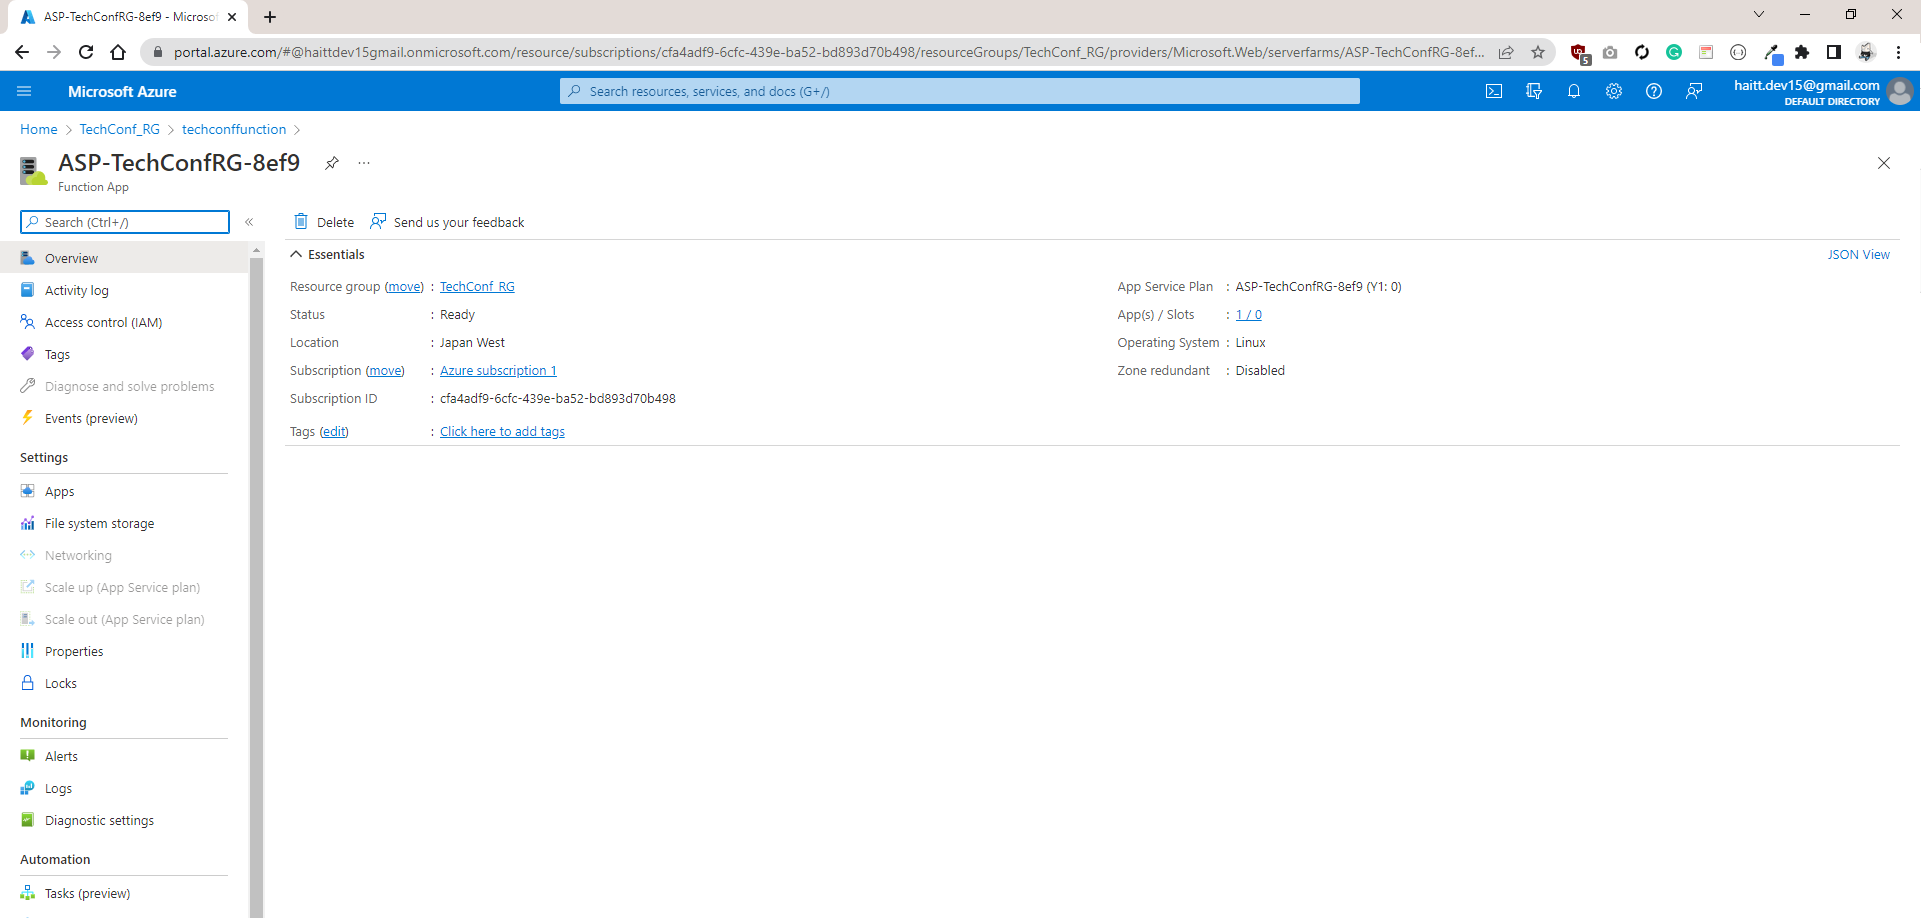 ASP-TechConfRG-8ef9 - Microso
portal.azure.com/#@haittdev15gmail.onmicrosoft.com/resource/subscriptions/cfa4adf9-6cfc-439e-ba52-bd893d70b498/resourceGroups/TechConf_RG/providers/Microsoft.Web/serverfarms/ASP-TechConfRG-8ef...
5
Microsoft Azure
Search resources, services, and docs (G+/)
haitt.dev15@gmail.com
DEFAULT DIRECTORY
Home > TechConf_RG > techconffunction >
ASP-TechConfRG-8ef9
...
Function App
Search (Ctrl+/)
«
Delete
Send us your feedback
Overview
Activity log
Access control (IAM)
Tags
Diagnose and solve problems
Events (preview)
Settings
Apps
File system storage
Networking
Scale up (App Service plan)
Scale out (App Service plan)
Properties
Locks
Monitoring
Alerts
Logs
Diagnostic settings
Automation
Tasks (preview)
Essentials
JSON View
Resource group (move) : TechConf_RG
Status : Ready
Location : Japan West
Subscription (move) : Azure subscription 1
Subscription ID : cfa4adf9-6cfc-439e-ba52-bd893d70b498
Tags (edit) : Click here to add tags
App Service Plan : ASP-TechConfRG-8ef9 (Y1: 0)
App(s) / Slots : 1 / 0
Operating System : Linux
Zone redundant : Disabled